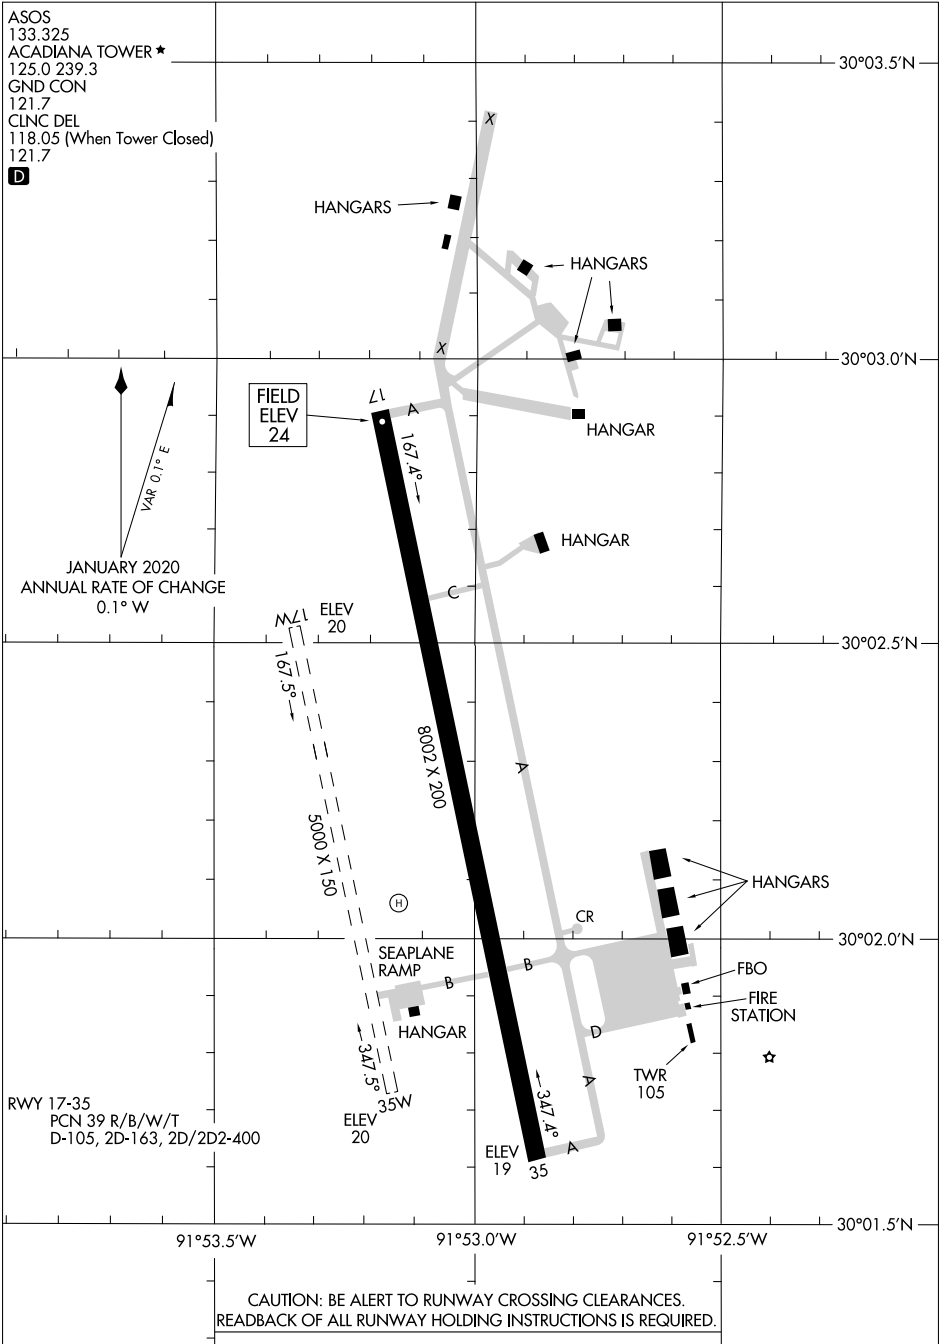 ASOS
133.325
ACADIANA TOWER ★
125.0 239.3
GND CON
121.7
CLNC DEL
118.05 (When Tower Closed)
121.7
D
30°03.5'N
X
HANGARS
HANGARS
X
30°03.0'N
FIELD
ELEV
24
17
A
HANGAR
167.4°
VAR 0.1° E
HANGAR
JANUARY 2020
ANNUAL RATE OF CHANGE
0.1° W
C
17W
ELEV
20
30°02.5'N
167.5°
8002 X 200
A
5000 X 150
HANGARS
H
CR
30°02.0'N
SEAPLANE
RAMP
B
B
FBO
FIRE
STATION
HANGAR
D
TWR
105
347.5°
A
347.4°
35W
ELEV
20
RWY 17-35
PCN 39 R/B/W/T
D-105, 2D-163, 2D/2D2-400
ELEV
19
35
A
30°01.5'N
91°53.5'W
91°53.0'W
91°52.5'W
CAUTION: BE ALERT TO RUNWAY CROSSING CLEARANCES.
READBACK OF ALL RUNWAY HOLDING INSTRUCTIONS IS REQUIRED.